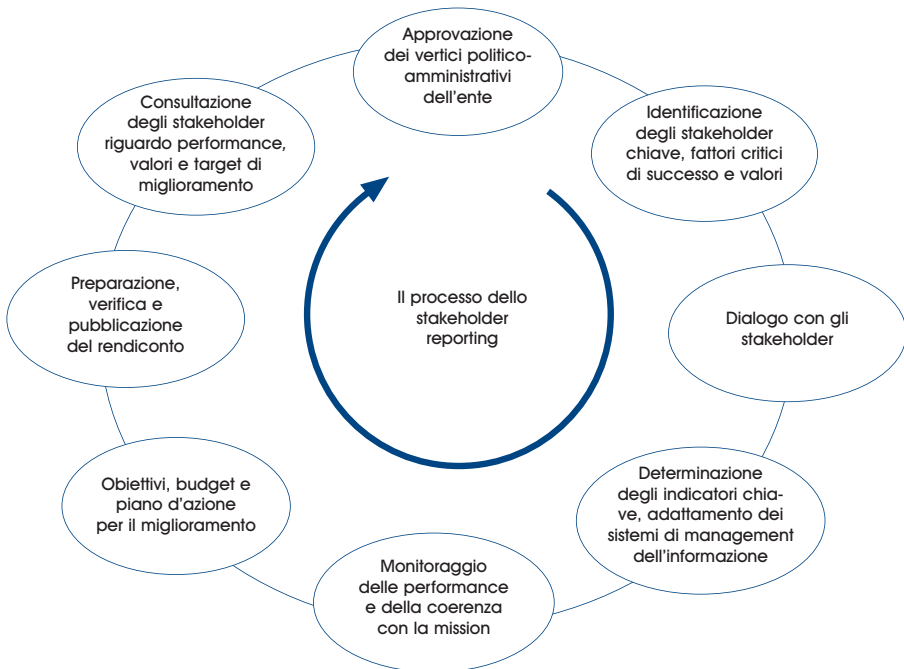 Approvazione
dei vertici politico-
amministrativi
dell'ente
Identificazione
degli stakeholder
chiave, fattori critici
di successo e valori
Dialogo con gli
stakeholder
Determinazione
degli indicatori chia-
ve, adattamento dei
sistemi di management
dell'informazione
Monitoraggio
delle performance
e della coerenza
con la mission
Obiettivi, budget e
piano d'azione
per il miglioramento
Preparazione,
verifica e
pubblicazione
del rendiconto
Consultazione
degli stakeholder
riguardo performance,
valori e target di
miglioramento
Il processo dello
stakeholder
reporting